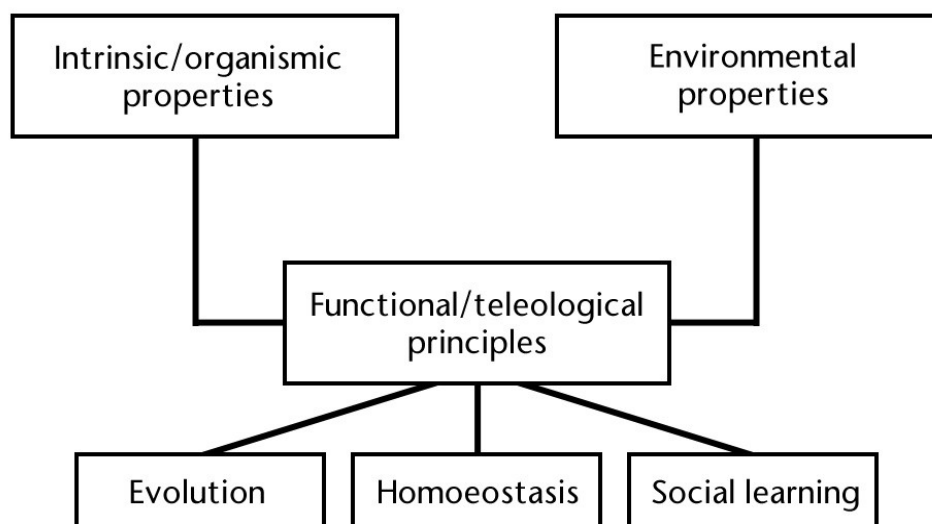 Intrinsic/organismic
properties
Environmental
properties
Functional/teleological
principles
Evolution
Homoeostasis
Social learning